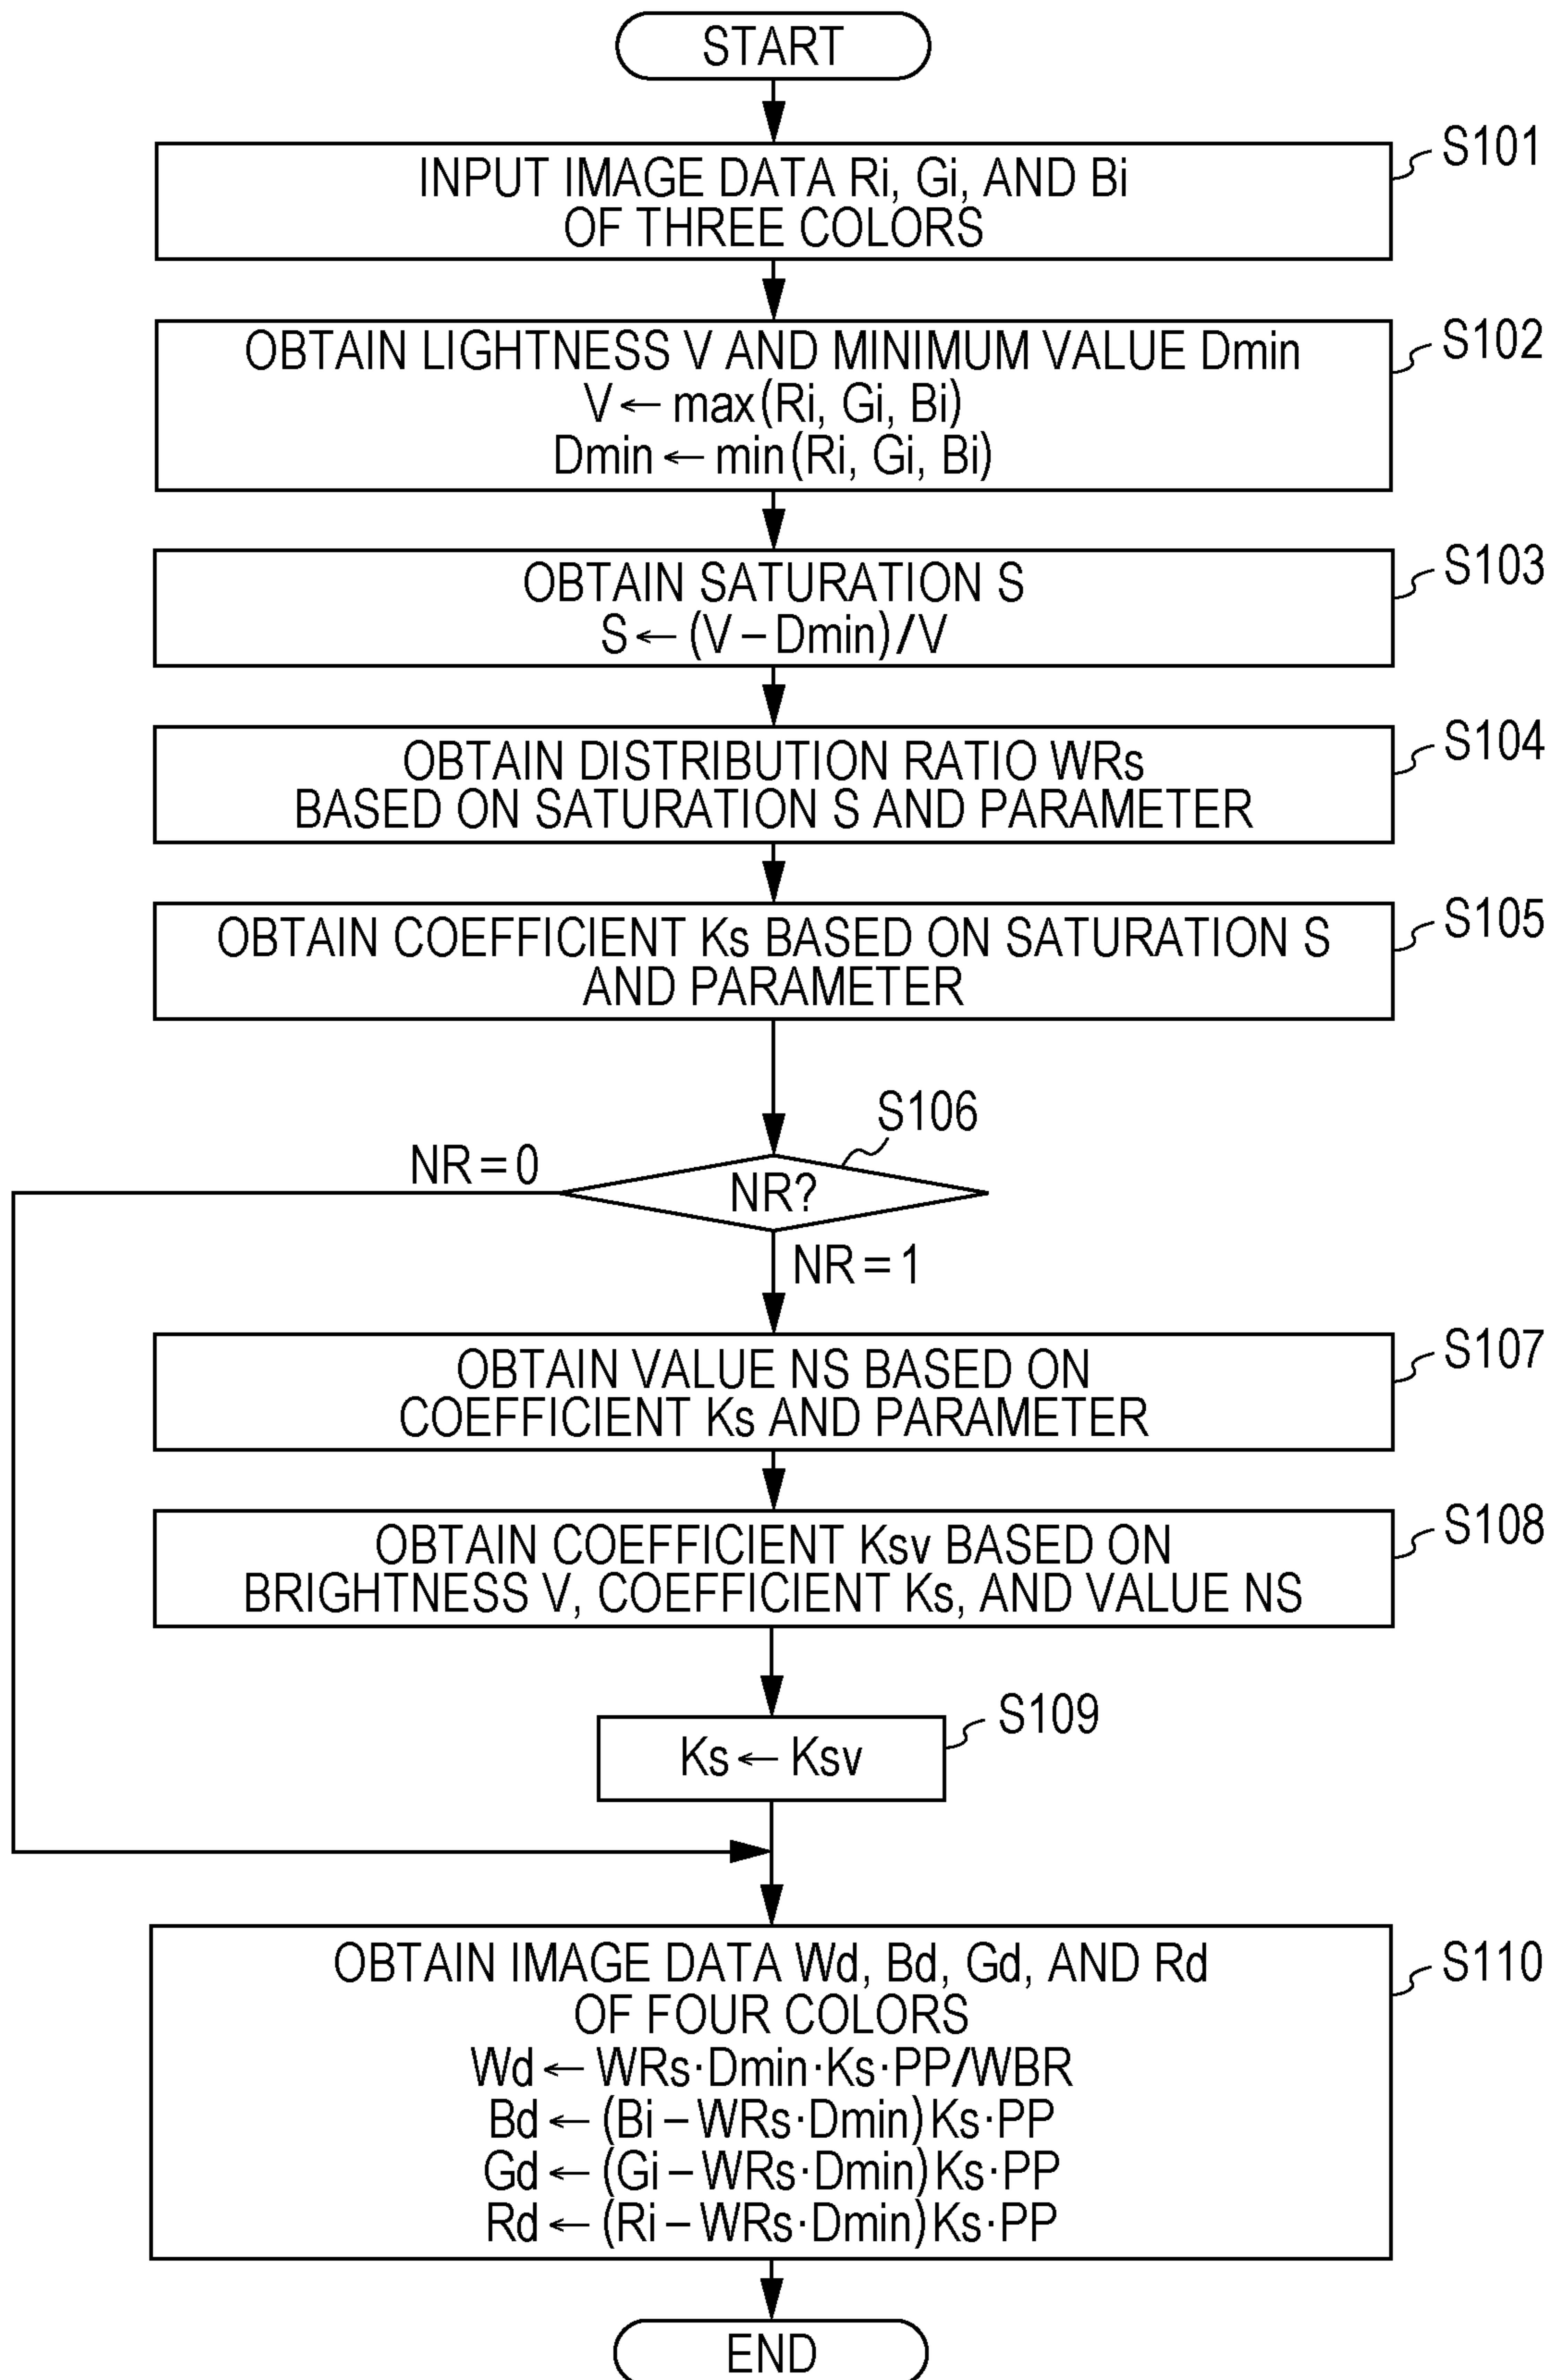 START
S101
INPUT IMAGE DATA Ri, Gi, AND Bi
OF THREE COLORS
S102
OBTAIN LIGHTNESS V AND MINIMUM VALUE Dmin
V ← max(Ri, Gi, Bi)
Dmin ← min(Ri, Gi, Bi)
S103
OBTAIN SATURATION S
S ← (V − Dmin)/V
S104
OBTAIN DISTRIBUTION RATIO WRs
BASED ON SATURATION S AND PARAMETER
S105
OBTAIN COEFFICIENT Ks BASED ON SATURATION S
AND PARAMETER
S106
NR = 0
NR?
NR = 1
S107
OBTAIN VALUE NS BASED ON
COEFFICIENT Ks AND PARAMETER
S108
OBTAIN COEFFICIENT Ksv BASED ON
BRIGHTNESS V, COEFFICIENT Ks, AND VALUE NS
S109
Ks ← Ksv
S110
OBTAIN IMAGE DATA Wd, Bd, Gd, AND Rd
OF FOUR COLORS
Wd ← WRs·Dmin·Ks·PP/WBR
Bd ← (Bi − WRs·Dmin)Ks·PP
Gd ← (Gi − WRs·Dmin)Ks·PP
Rd ← (Ri − WRs·Dmin)Ks·PP
END